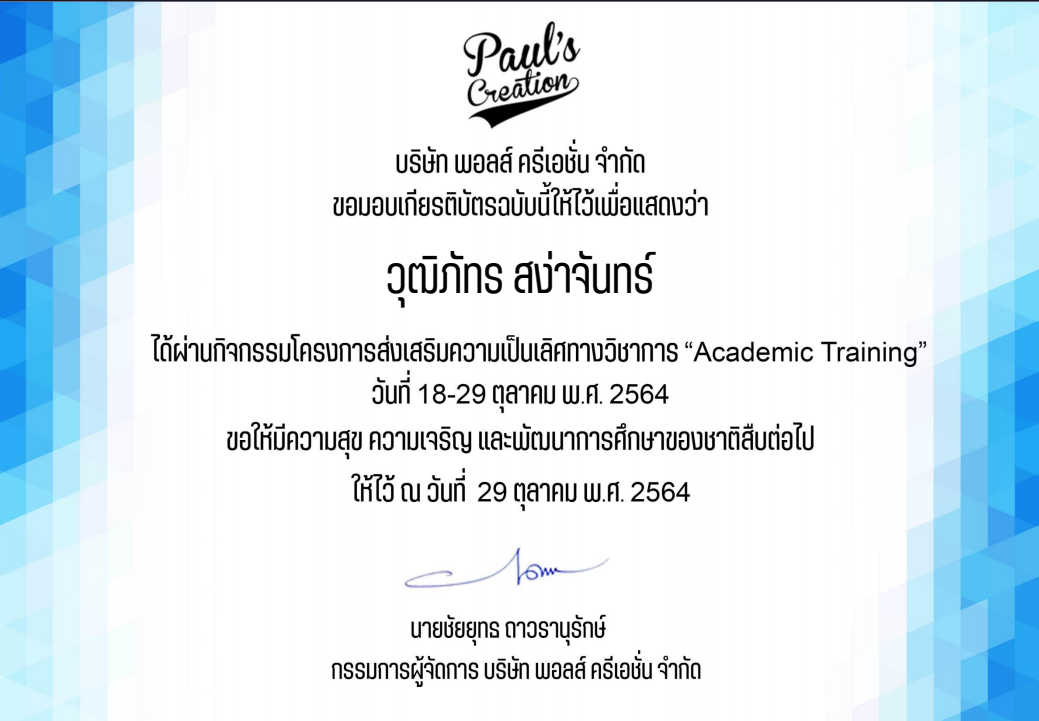 Paul's
Creation
บริษัท พอลส์ ครีเอชั่น จำกัด
ขอมอบเกียรติบัตรฉบับนี้ให้ไว้เพื่อแสดงว่า
วุฒิภัทร สง่าจันทร์
ได้ผ่านกิจกรรมโครงการส่งเสริมความเป็นเลิศทางวิชาการ “Academic Training”
วันที่ 18-29 ตุลาคม พ.ศ. 2564
ขอให้มีความสุข ความเจริญ และพัฒนาการศึกษาของชาติสืบต่อไป
ให้ไว้ ณ วันที่ 29 ตุลาคม พ.ศ. 2564
นายชัยยุทธ ถาวรานุรักษ์
กรรมการผู้จัดการ บริษัท พอลส์ ครีเอชั่น จำกัด